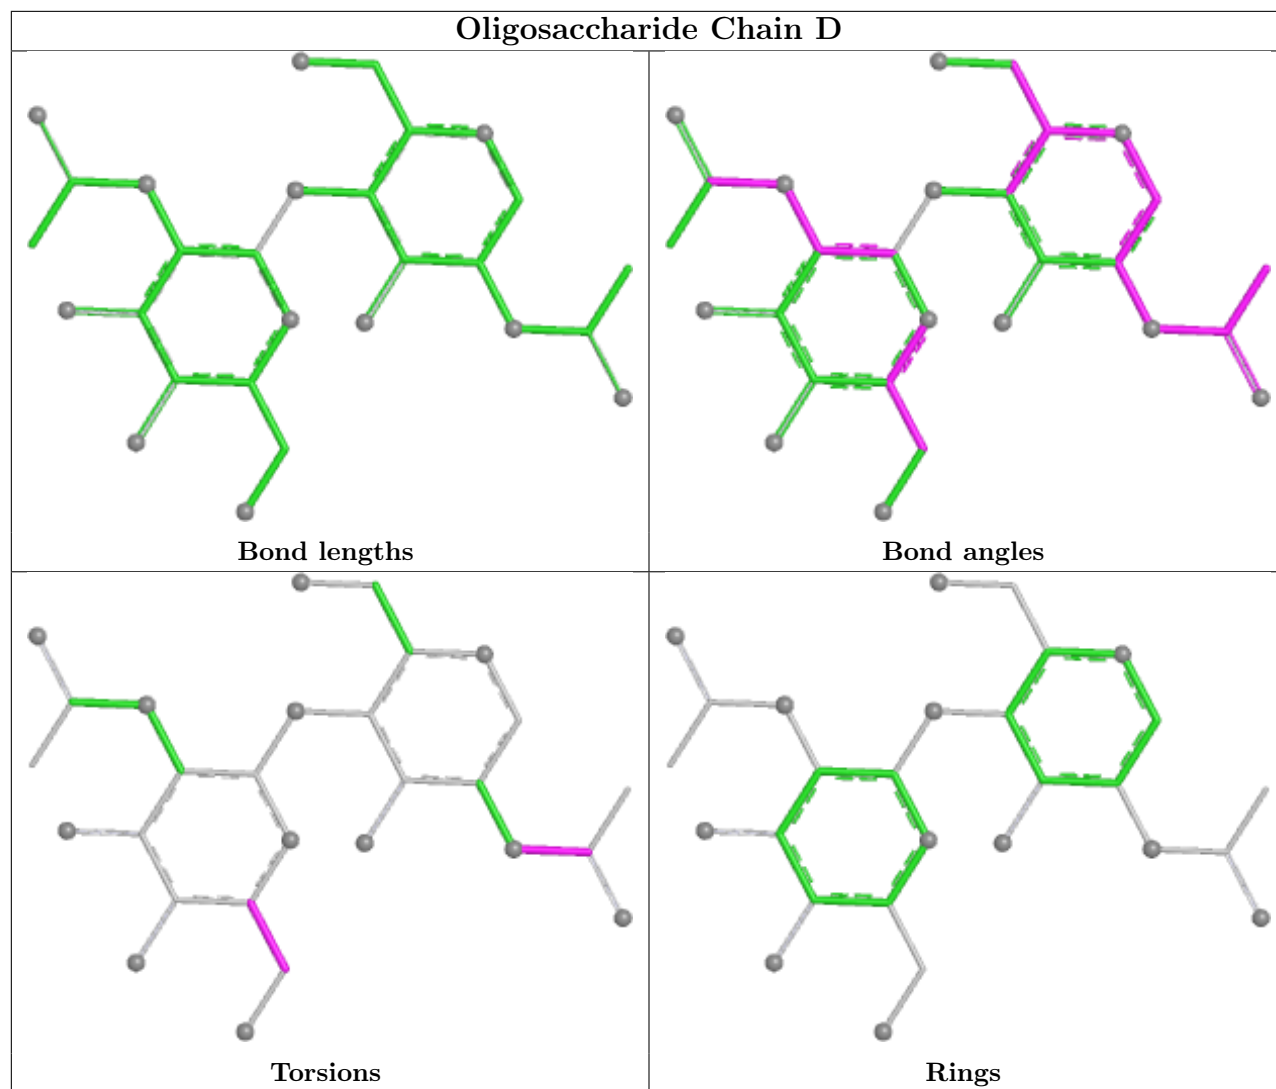 Oligosaccharide Chain D
Bond lengths
Bond angles
Torsions
Rings